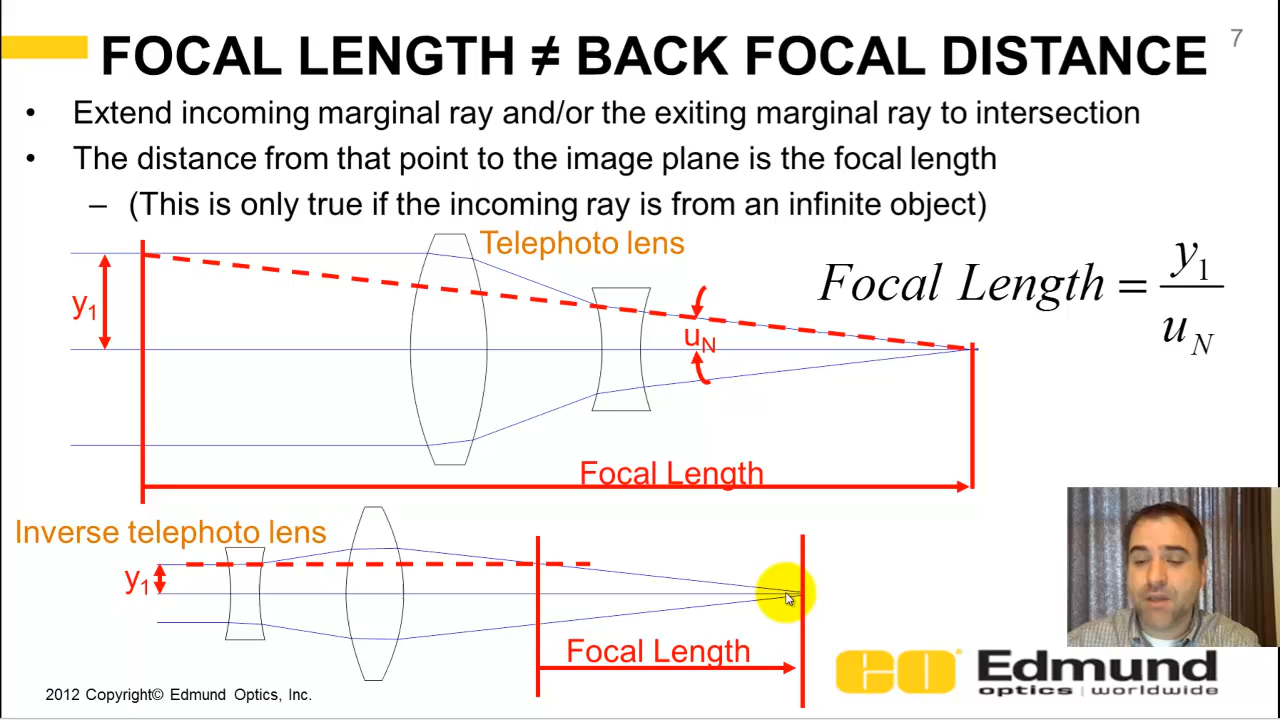 7
FOCAL LENGTH ≠ BACK FOCAL DISTANCE
• Extend incoming marginal ray and/or the exiting marginal ray to intersection
• The distance from that point to the image plane is the focal length
– (This is only true if the incoming ray is from an infinite object)
Telephoto lens
y1
uN
Focal Length = y1 / uN
Focal Length
Inverse telephoto lens
y1
Focal Length
eo Edmund
optics | worldwide
2012 Copyright© Edmund Optics, Inc.